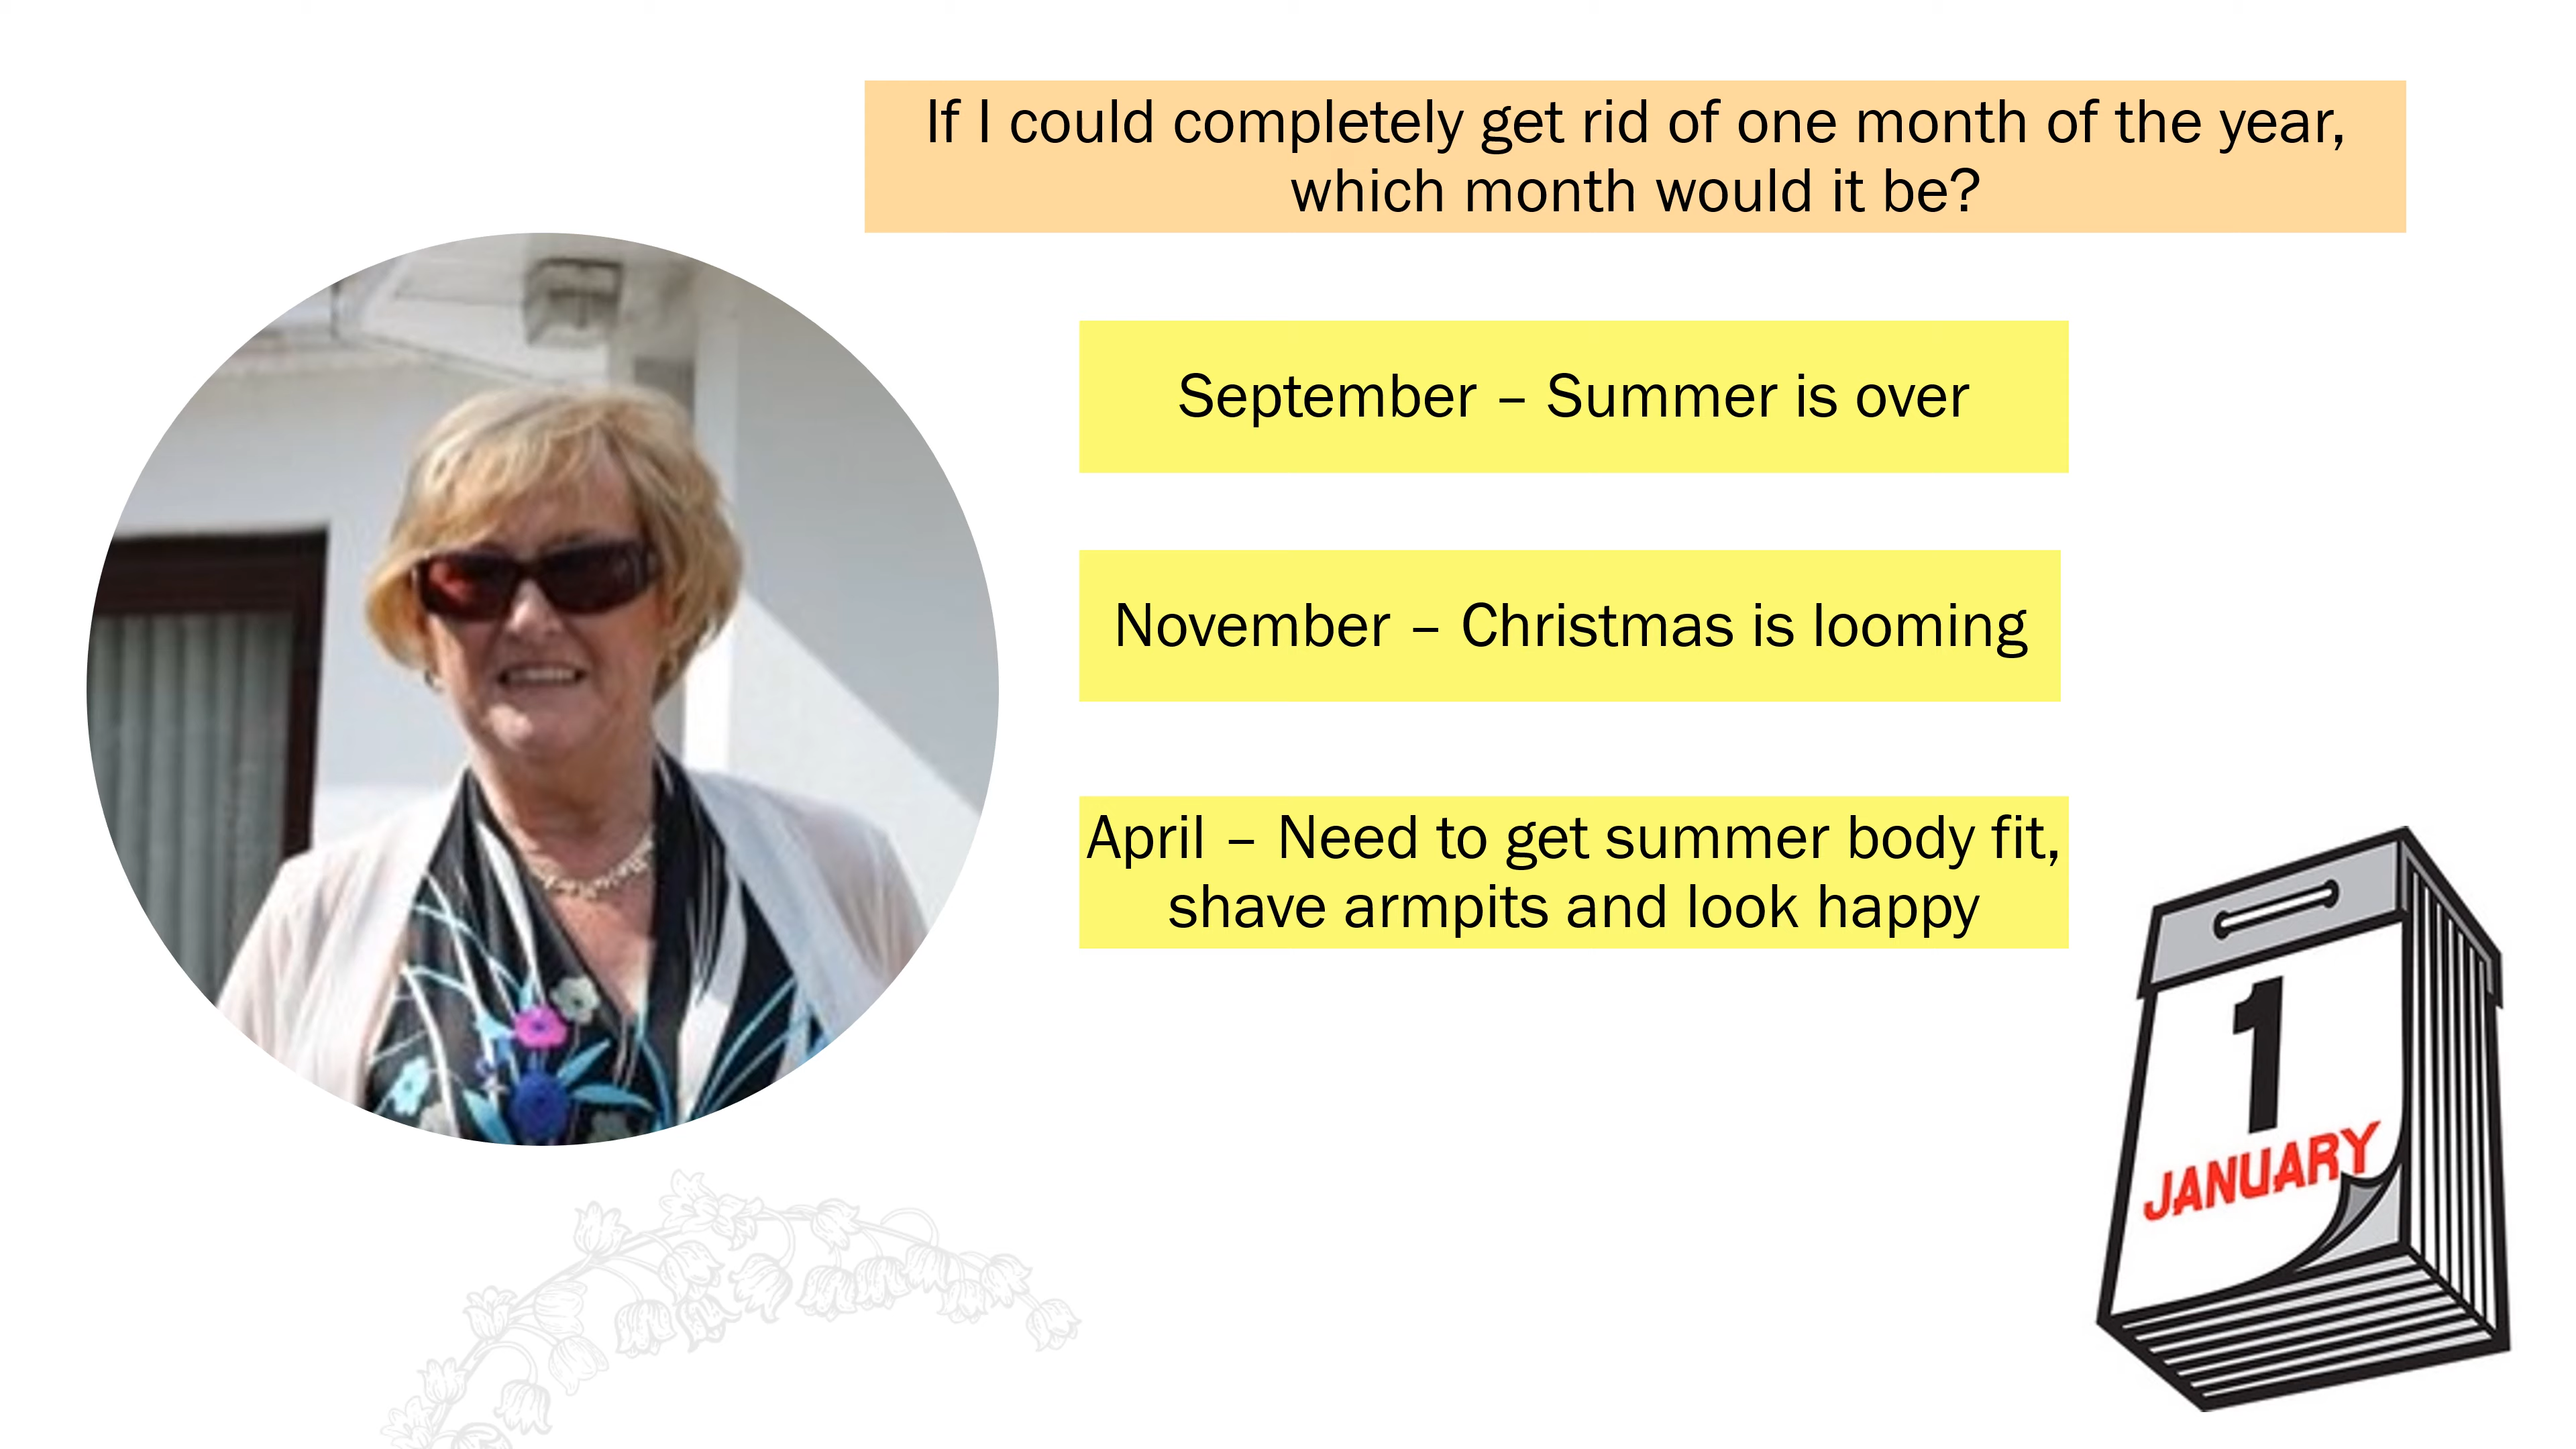 If I could completely get rid of one month of the year,
which month would it be?
September – Summer is over
November – Christmas is looming
April – Need to get summer body fit,
shave armpits and look happy
1
JANUARY